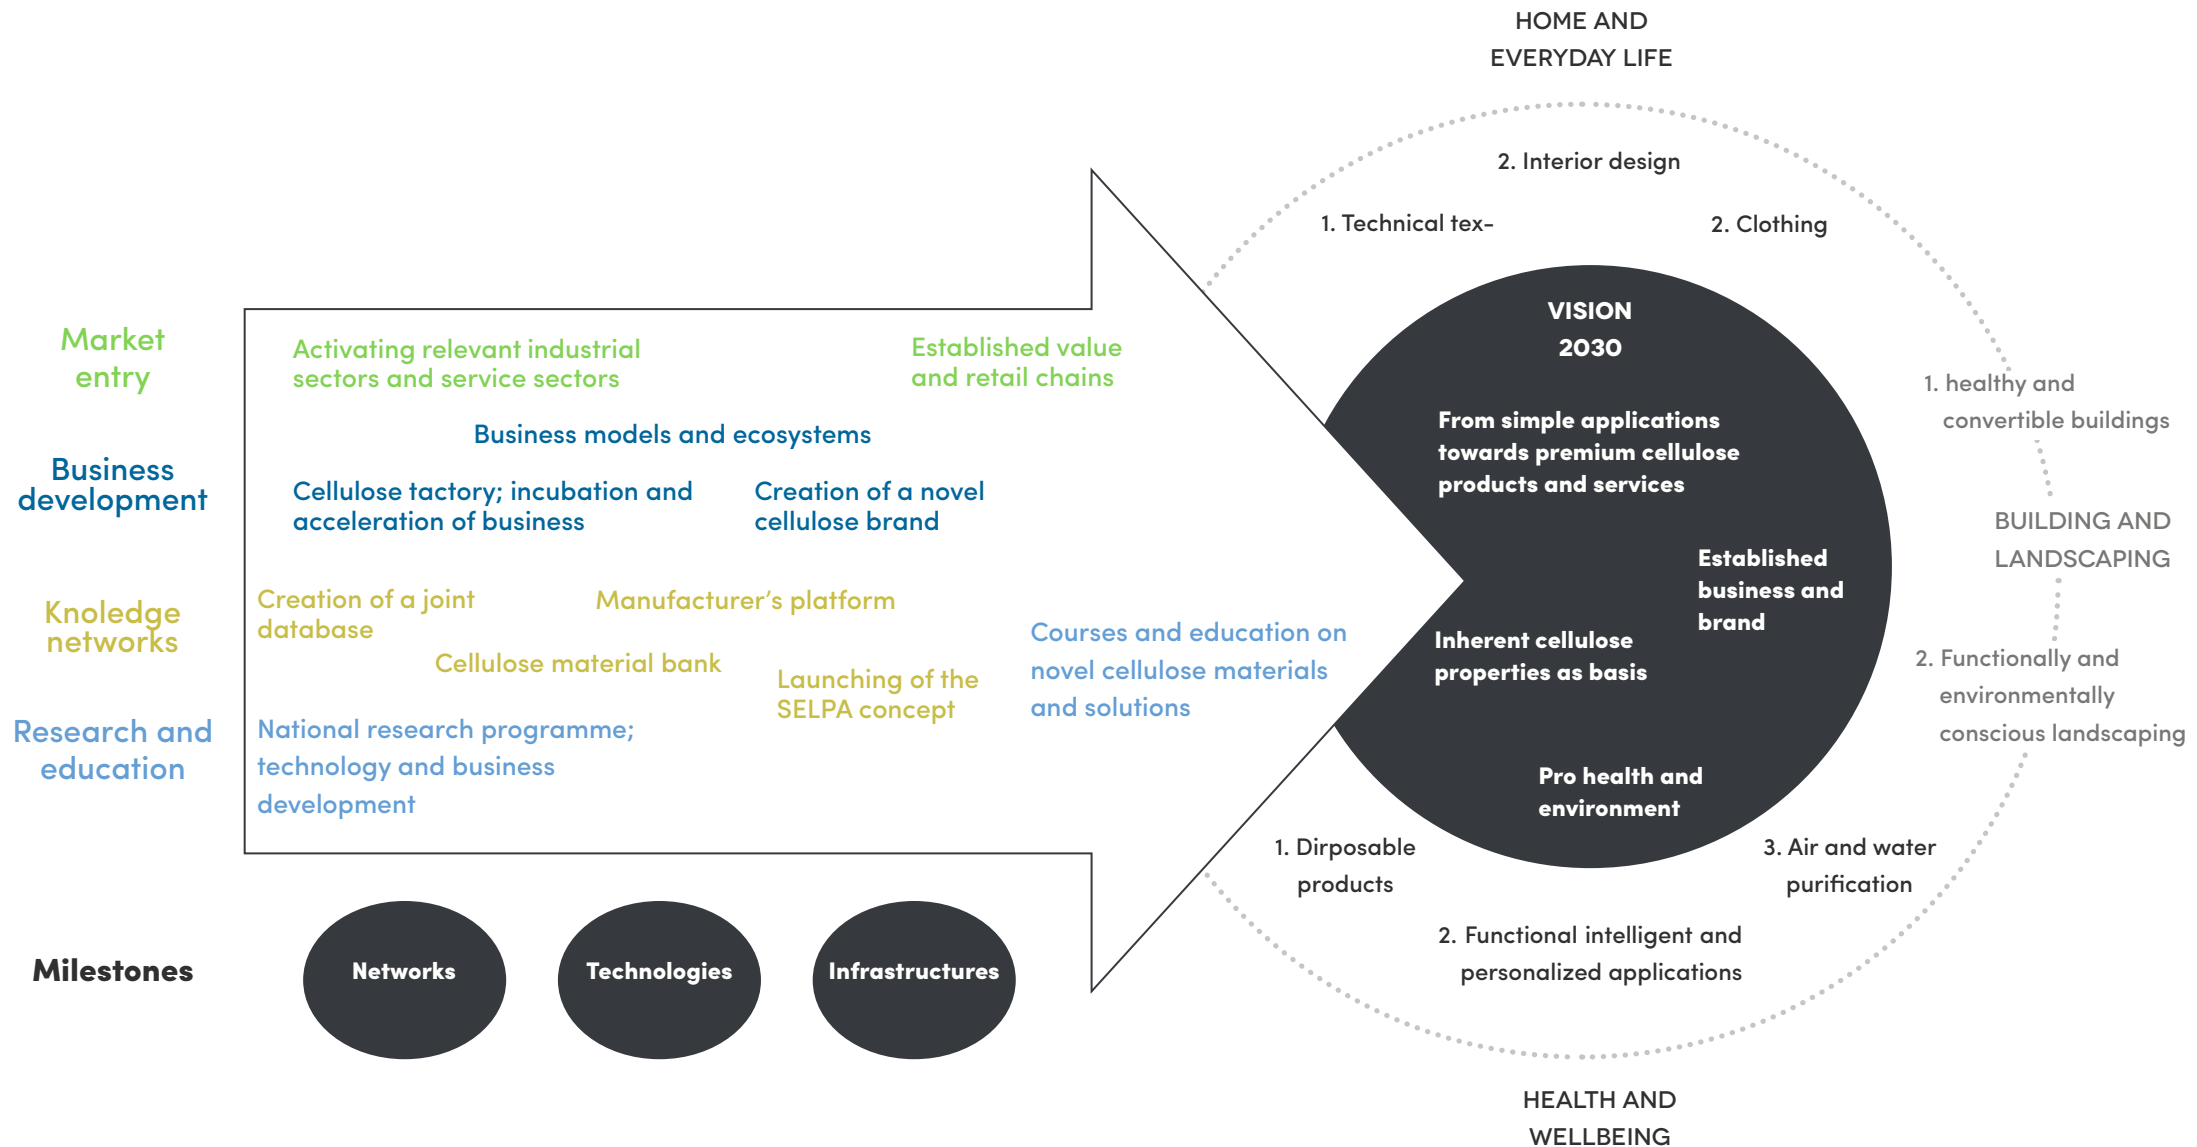 HOME AND
EVERYDAY LIFE
2. Interior design
1. Technical tex-
2. Clothing
VISION
2030
From simple applications
towards premium cellulose
products and services
Established
business and
brand
Inherent cellulose
properties as basis
Pro health and
environment
1. healthy and
convertible buildings
BUILDING AND
LANDSCAPING
2. Functionally and
environmentally
conscious landscaping
1. Dirposable
products
3. Air and water
purification
2. Functional intelligent and
personalized applications
HEALTH AND
WELLBEING
Market
entry
Activating relevant industrial
sectors and service sectors
Established value
and retail chains
Business
development
Business models and ecosystems
Cellulose tactory; incubation and
acceleration of business
Creation of a novel
cellulose brand
Knoledge
networks
Creation of a joint
database
Manufacturer's platform
Cellulose material bank
Launching of the
SELPA concept
Research and
education
National research programme;
technology and business
development
Courses and education on
novel cellulose materials
and solutions
Milestones
Networks
Technologies
Infrastructures